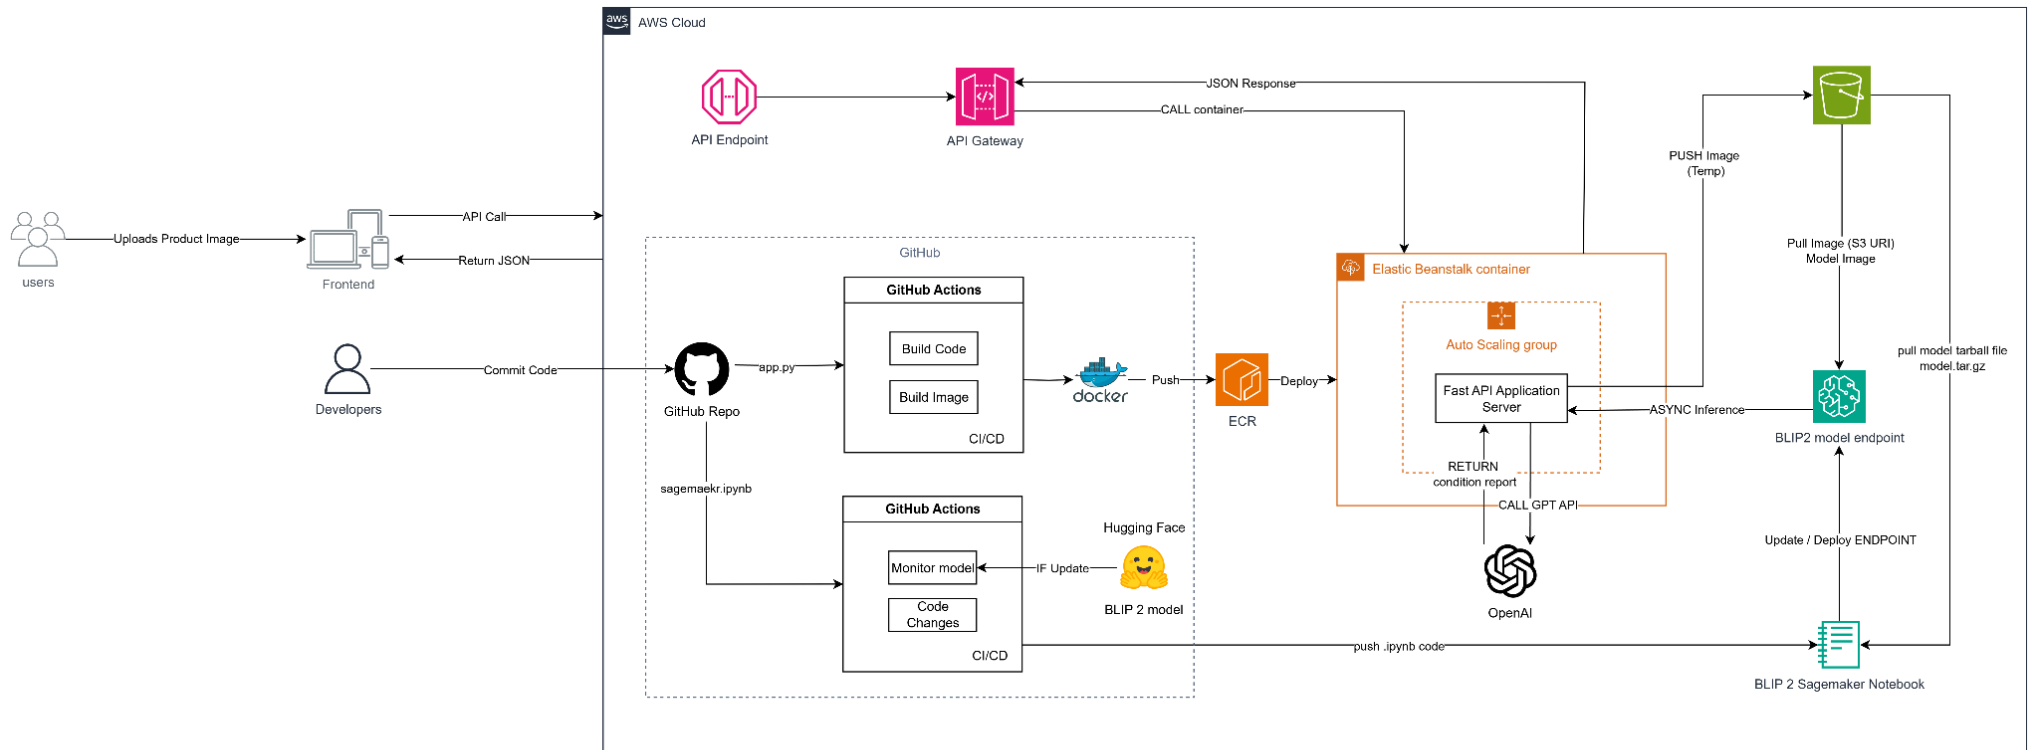 aws
AWS Cloud
API Endpoint
API Gateway
JSON Response
CALL container
PUSH Image
(Temp)
users
Uploads Product Image
Frontend
API Call
Return JSON
Developers
Commit Code
GitHub
GitHub Repo
app.py
GitHub Actions
Build Code
Build Image
CI/CD
docker
Push
ECR
Deploy
Elastic Beanstalk container
Auto Scaling group
Fast API Application
Server
RETURN
condition report
CALL GPT API
OpenAI
Pull Image (S3 URI)
Model Image
ASYNC Inference
BLIP2 model endpoint
pull model tarball file
model.tar.gz
Update / Deploy ENDPOINT
sagemaekr.ipynb
GitHub Actions
Monitor model
Code
Changes
CI/CD
IF Update
Hugging Face
BLIP 2 model
push .ipynb code
BLIP 2 Sagemaker Notebook